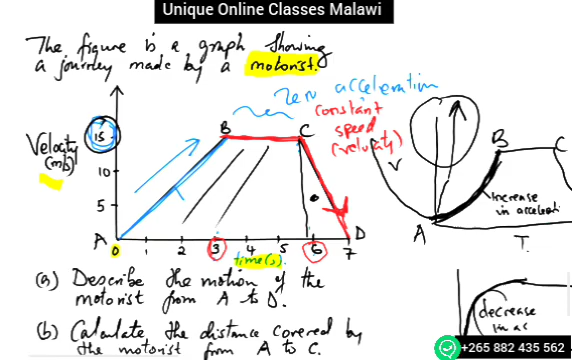 Unique Online Classes Malawi
The figure is a graph showing
a journey made by a motorist.
zero acceleration
constant
speed
(velocity)
Velocity
(m/s)
15
10
5
A
B
C
D
0 1 2 3 4 5 6 7
time(s)
V
B
C
A
Increase
in accelerati
T.
decrease
in ac
(a) Describe the motion of the
motorist from A to D.
(b) Calculate the distance covered by
the motorist from A to C.
+265 882 435 562